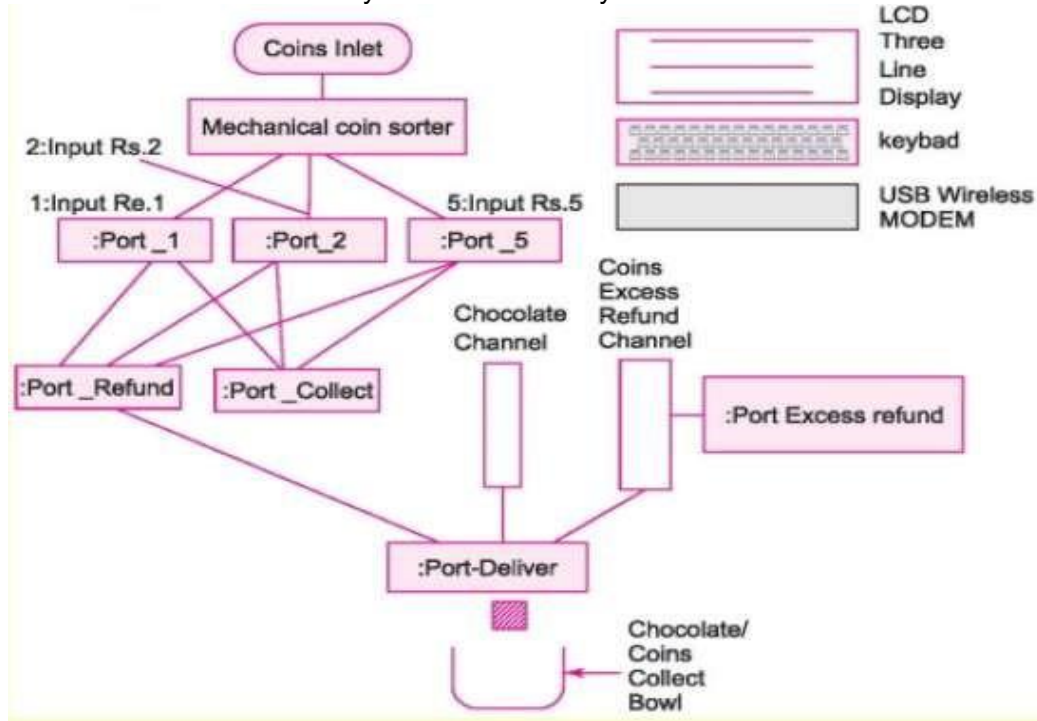 Coins Inlet
Mechanical coin sorter
2:Input Rs.2
1:Input Re.1
5:Input Rs.5
:Port _1
:Port_2
:Port _5
:Port _Refund
:Port _Collect
Chocolate
Channel
Coins
Excess
Refund
Channel
:Port Excess refund
:Port-Deliver
Chocolate/
Coins
Collect
Bowl
LCD
Three
Line
Display
keybad
USB Wireless
MODEM